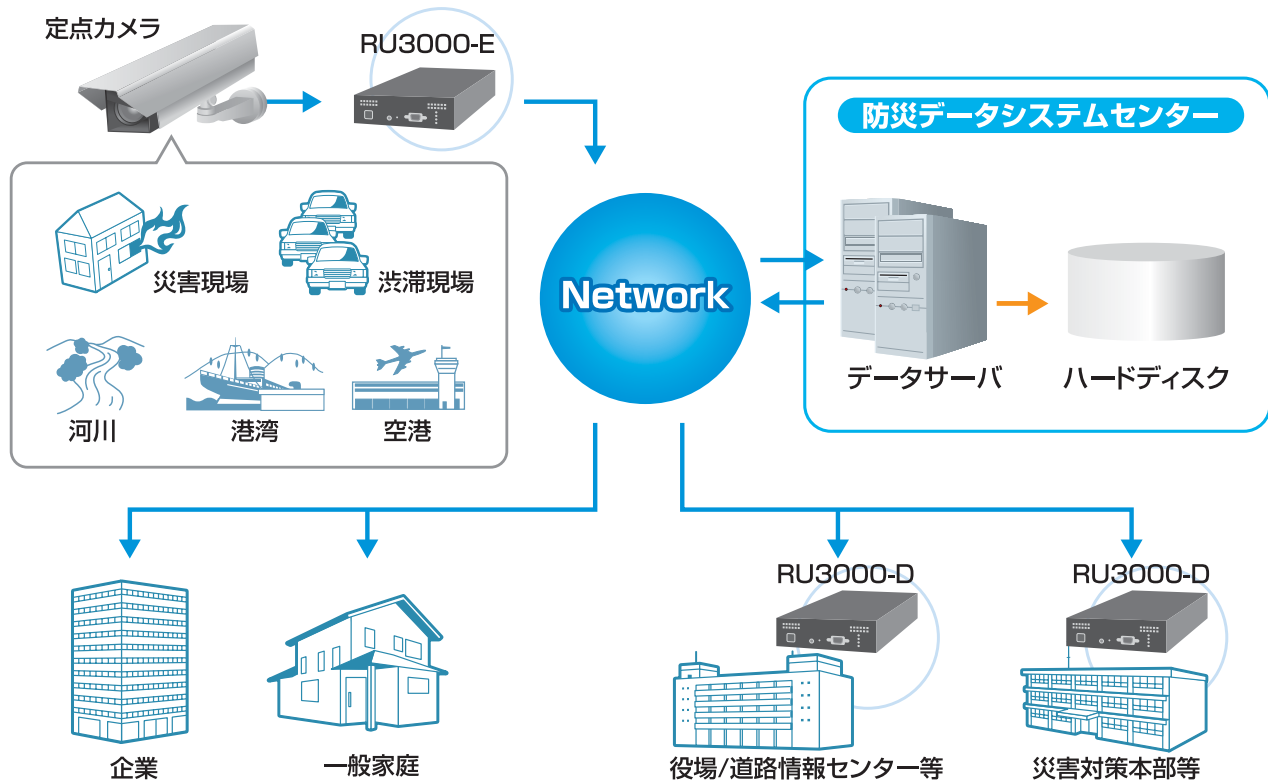 定点カメラ
RU3000-E
防災データシステムセンター
災害現場
渋滞現場
河川
港湾
空港
Network
データサーバ
ハードディスク
RU3000-D
RU3000-D
企業
一般家庭
役場/道路情報センター等
災害対策本部等